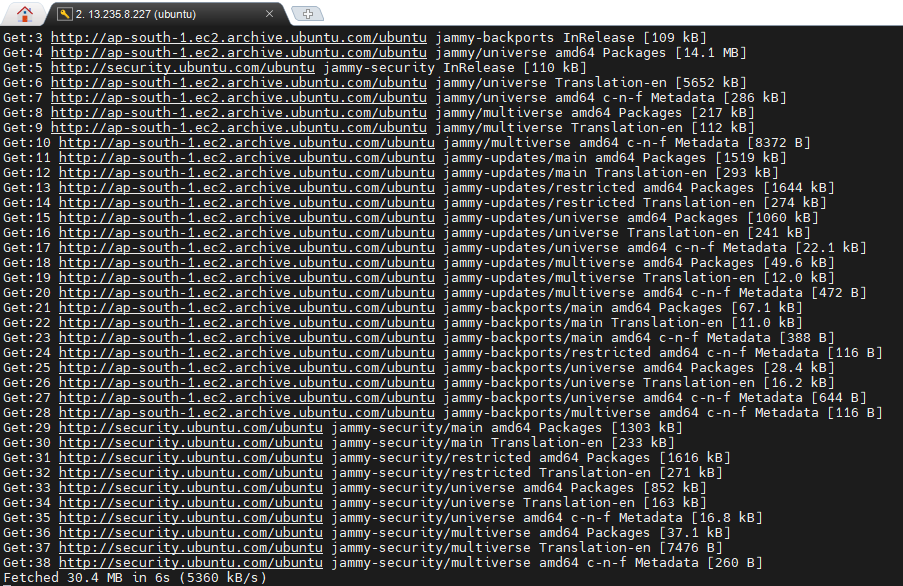 2. 13.235.8.227 (ubuntu)
Get:3 http://ap-south-1.ec2.archive.ubuntu.com/ubuntu jammy-backports InRelease [109 kB]
Get:4 http://ap-south-1.ec2.archive.ubuntu.com/ubuntu jammy/universe amd64 Packages [14.1 MB]
Get:5 http://security.ubuntu.com/ubuntu jammy-security InRelease [110 kB]
Get:6 http://ap-south-1.ec2.archive.ubuntu.com/ubuntu jammy/universe Translation-en [5652 kB]
Get:7 http://ap-south-1.ec2.archive.ubuntu.com/ubuntu jammy/universe amd64 c-n-f Metadata [286 kB]
Get:8 http://ap-south-1.ec2.archive.ubuntu.com/ubuntu jammy/multiverse amd64 Packages [217 kB]
Get:9 http://ap-south-1.ec2.archive.ubuntu.com/ubuntu jammy/multiverse Translation-en [112 kB]
Get:10 http://ap-south-1.ec2.archive.ubuntu.com/ubuntu jammy/multiverse amd64 c-n-f Metadata [8372 B]
Get:11 http://ap-south-1.ec2.archive.ubuntu.com/ubuntu jammy-updates/main amd64 Packages [1519 kB]
Get:12 http://ap-south-1.ec2.archive.ubuntu.com/ubuntu jammy-updates/main Translation-en [293 kB]
Get:13 http://ap-south-1.ec2.archive.ubuntu.com/ubuntu jammy-updates/restricted amd64 Packages [1644 kB]
Get:14 http://ap-south-1.ec2.archive.ubuntu.com/ubuntu jammy-updates/restricted Translation-en [274 kB]
Get:15 http://ap-south-1.ec2.archive.ubuntu.com/ubuntu jammy-updates/universe amd64 Packages [1060 kB]
Get:16 http://ap-south-1.ec2.archive.ubuntu.com/ubuntu jammy-updates/universe Translation-en [241 kB]
Get:17 http://ap-south-1.ec2.archive.ubuntu.com/ubuntu jammy-updates/universe amd64 c-n-f Metadata [22.1 kB]
Get:18 http://ap-south-1.ec2.archive.ubuntu.com/ubuntu jammy-updates/multiverse amd64 Packages [49.6 kB]
Get:19 http://ap-south-1.ec2.archive.ubuntu.com/ubuntu jammy-updates/multiverse Translation-en [12.0 kB]
Get:20 http://ap-south-1.ec2.archive.ubuntu.com/ubuntu jammy-updates/multiverse amd64 c-n-f Metadata [472 B]
Get:21 http://ap-south-1.ec2.archive.ubuntu.com/ubuntu jammy-backports/main amd64 Packages [67.1 kB]
Get:22 http://ap-south-1.ec2.archive.ubuntu.com/ubuntu jammy-backports/main Translation-en [11.0 kB]
Get:23 http://ap-south-1.ec2.archive.ubuntu.com/ubuntu jammy-backports/main amd64 c-n-f Metadata [388 B]
Get:24 http://ap-south-1.ec2.archive.ubuntu.com/ubuntu jammy-backports/restricted amd64 c-n-f Metadata [116 B]
Get:25 http://ap-south-1.ec2.archive.ubuntu.com/ubuntu jammy-backports/universe amd64 Packages [28.4 kB]
Get:26 http://ap-south-1.ec2.archive.ubuntu.com/ubuntu jammy-backports/universe Translation-en [16.2 kB]
Get:27 http://ap-south-1.ec2.archive.ubuntu.com/ubuntu jammy-backports/universe amd64 c-n-f Metadata [644 B]
Get:28 http://ap-south-1.ec2.archive.ubuntu.com/ubuntu jammy-backports/multiverse amd64 c-n-f Metadata [116 B]
Get:29 http://security.ubuntu.com/ubuntu jammy-security/main amd64 Packages [1303 kB]
Get:30 http://security.ubuntu.com/ubuntu jammy-security/main Translation-en [233 kB]
Get:31 http://security.ubuntu.com/ubuntu jammy-security/restricted amd64 Packages [1616 kB]
Get:32 http://security.ubuntu.com/ubuntu jammy-security/restricted Translation-en [271 kB]
Get:33 http://security.ubuntu.com/ubuntu jammy-security/universe amd64 Packages [852 kB]
Get:34 http://security.ubuntu.com/ubuntu jammy-security/universe Translation-en [163 kB]
Get:35 http://security.ubuntu.com/ubuntu jammy-security/universe amd64 c-n-f Metadata [16.8 kB]
Get:36 http://security.ubuntu.com/ubuntu jammy-security/multiverse amd64 Packages [37.1 kB]
Get:37 http://security.ubuntu.com/ubuntu jammy-security/multiverse Translation-en [7476 B]
Get:38 http://security.ubuntu.com/ubuntu jammy-security/multiverse amd64 c-n-f Metadata [260 B]
Fetched 30.4 MB in 6s (5360 kB/s)